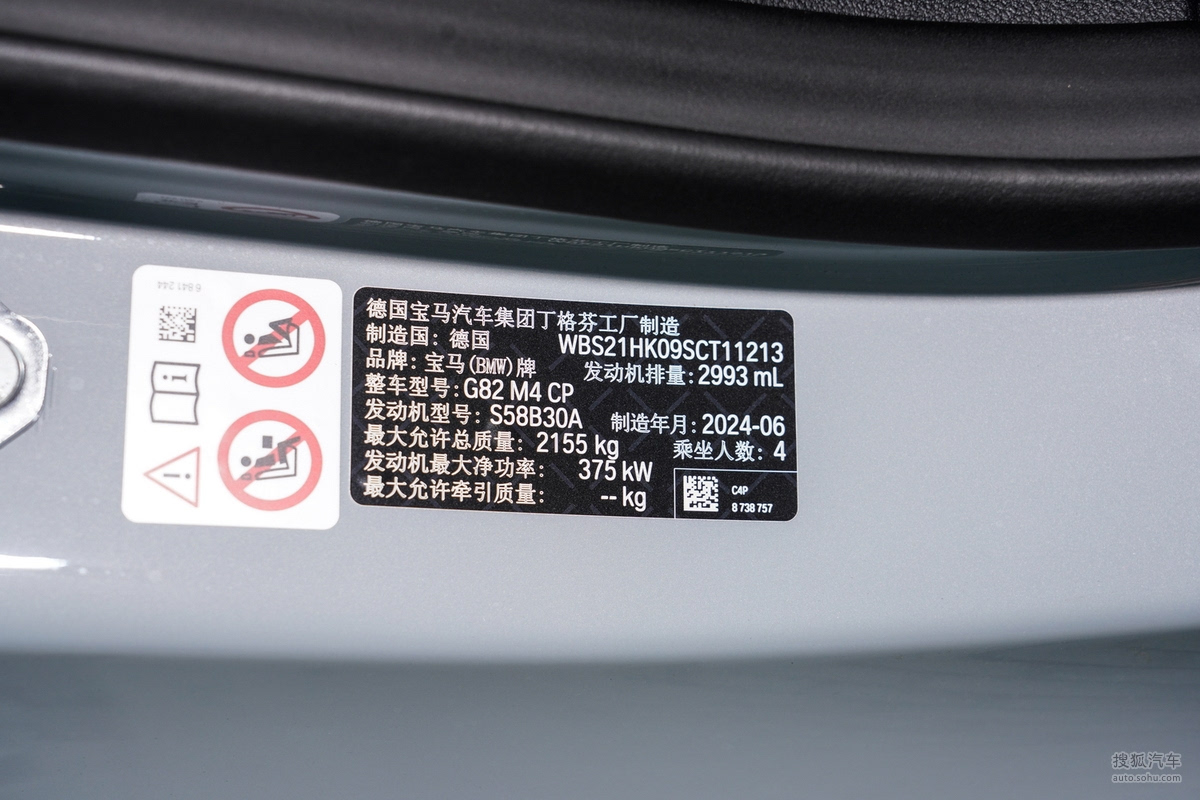 6 841 244
德国宝马汽车集团丁格芬工厂制造
制造国：德国 WBS21HK09SCT11213
品牌：宝马(BMW)牌 发动机排量:2993 mL
整车型号:G82 M4 CP
发动机型号：S58B30A 制造年月:2024-06
最大允许总质量：2155 kg 乘坐人数：4
发动机最大净功率：375 kW
最大允许牵引质量：-- kg
C4P
8 738 757
搜狐汽车
auto.sohu.com